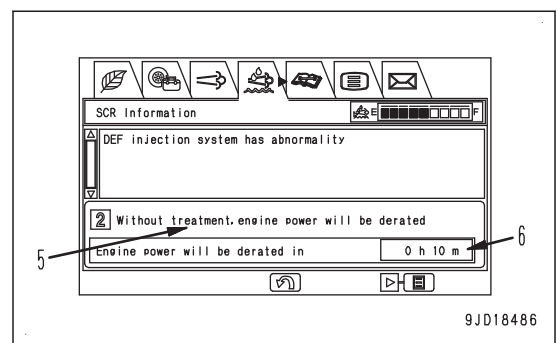 SCR Information
E F
DEF injection system has abnormality
2 Without treatment, engine power will be derated
Engine power will be derated in 0 h 10 m
5
6
9JD18486